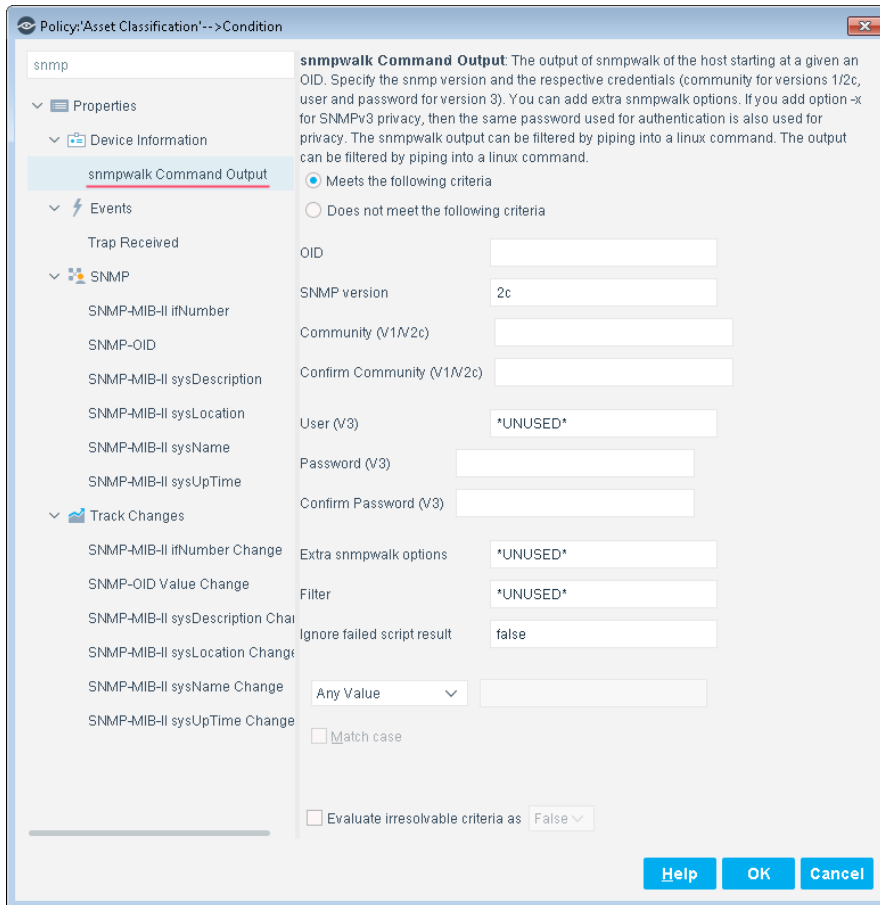 Policy:'Asset Classification'-->Condition
snmp
Properties
Device Information
snmpwalk Command Output
Events
Trap Received
SNMP
SNMP-MIB-II ifNumber
SNMP-OID
SNMP-MIB-II sysDescription
SNMP-MIB-II sysLocation
SNMP-MIB-II sysName
SNMP-MIB-II sysUpTime
Track Changes
SNMP-MIB-II ifNumber Change
SNMP-OID Value Change
SNMP-MIB-II sysDescription Char
SNMP-MIB-II sysLocation Change
SNMP-MIB-II sysName Change
SNMP-MIB-II sysUpTime Change
snmpwalk Command Output: The output of snmpwalk of the host starting at a given an
OID. Specify the snmp version and the respective credentials (community for versions 1/2c,
user and password for version 3). You can add extra snmpwalk options. If you add option -x
for SNMPv3 privacy, then the same password used for authentication is also used for
privacy. The snmpwalk output can be filtered by piping into a linux command. The output
can be filtered by piping into a linux command.
Meets the following criteria
Does not meet the following criteria
OID
SNMP version 2c
Community (V1/V2c)
Confirm Community (V1/V2c)
User (V3) *UNUSED*
Password (V3)
Confirm Password (V3)
Extra snmpwalk options *UNUSED*
Filter *UNUSED*
Ignore failed script result false
Any Value
Match case
Evaluate irresolvable criteria as False
Help OK Cancel